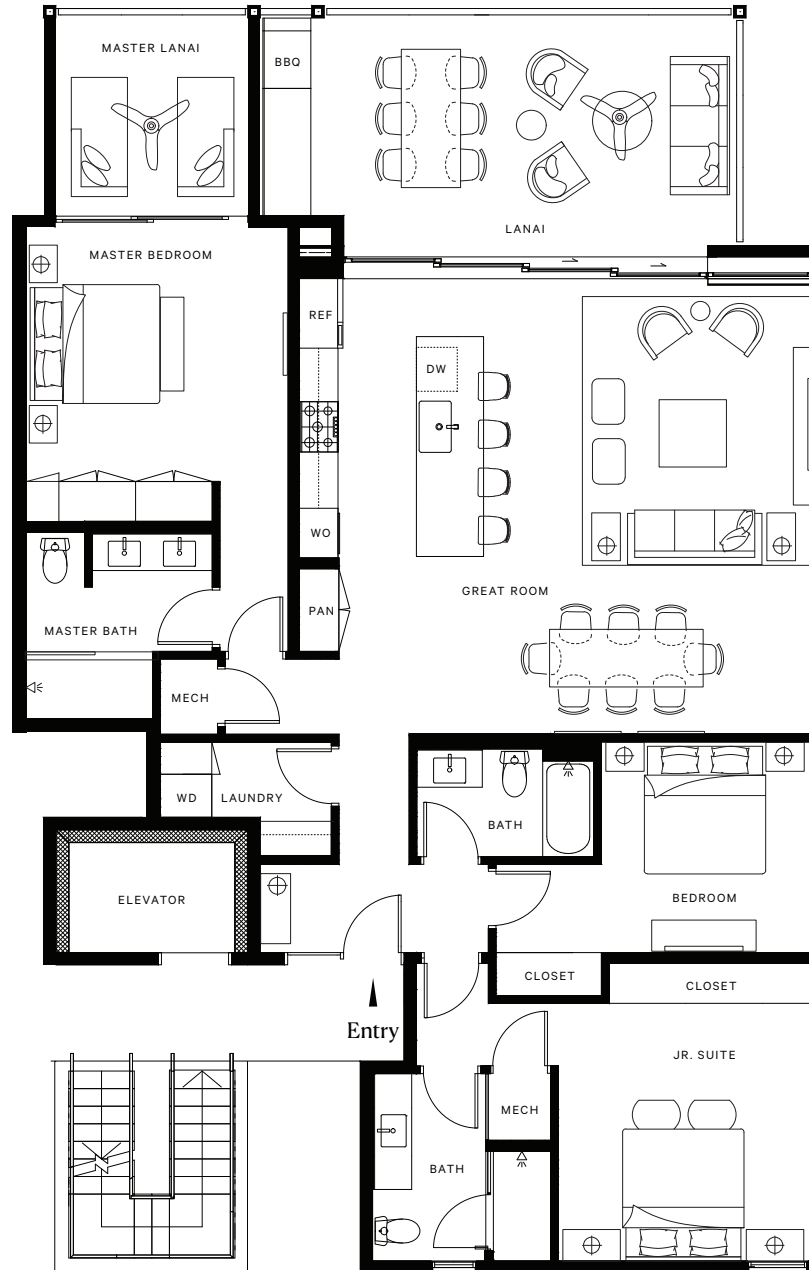 MASTER LANAI
BBQ
LANAI
MASTER BEDROOM
REF
DW
WO
GREAT ROOM
PAN
MASTER BATH
MECH
WD
LAUNDRY
BATH
ELEVATOR
BEDROOM
CLOSET
CLOSET
Entry
JR. SUITE
MECH
BATH